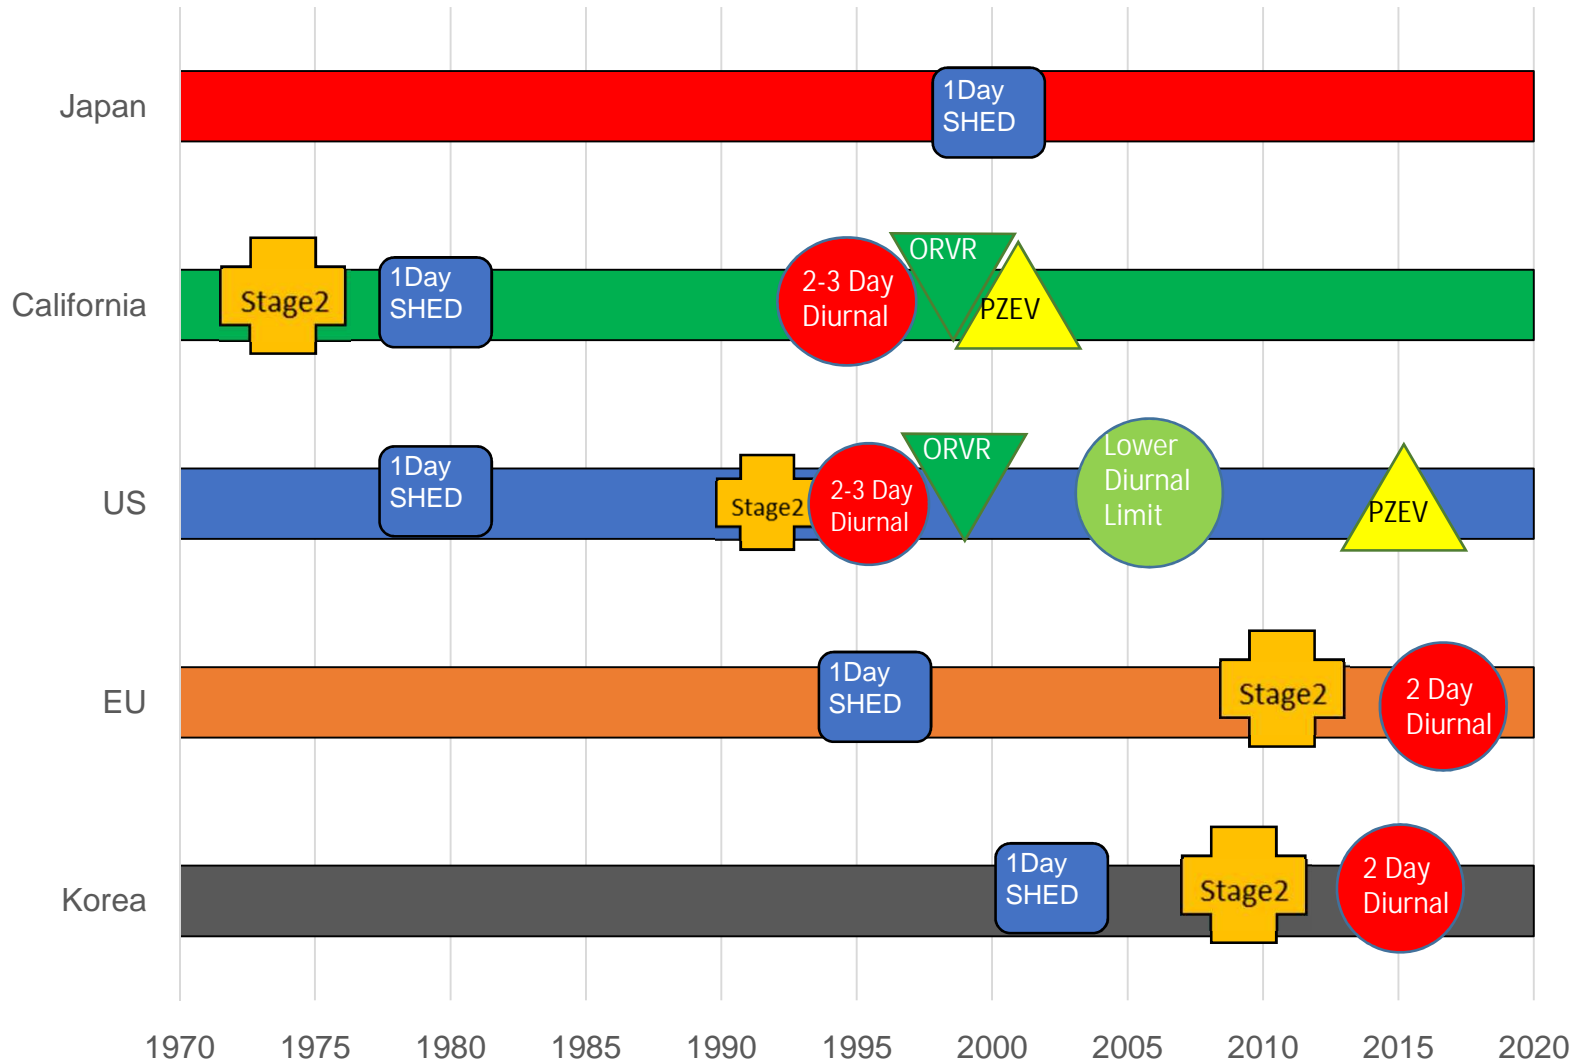 Japan
1Day
SHED
California
Stage2
1Day
SHED
2-3 Day
Diurnal
ORVR
PZEV
US
1Day
SHED
Stage2
2-3 Day
Diurnal
ORVR
Lower
Diurnal
Limit
PZEV
EU
1Day
SHED
Stage2
2 Day
Diurnal
Korea
1Day
SHED
Stage2
2 Day
Diurnal
1970 1975 1980 1985 1990 1995 2000 2005 2010 2015 2020